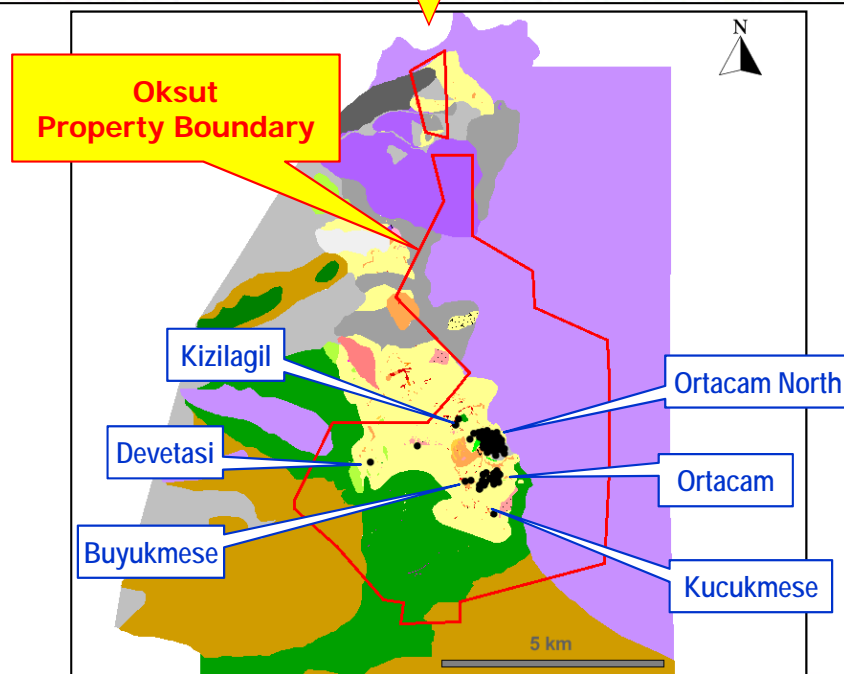 N
Oksut
Property Boundary
Kizilagil
Ortacam North
Devetasi
Ortacam
Buyukmese
Kucukmese
5 km